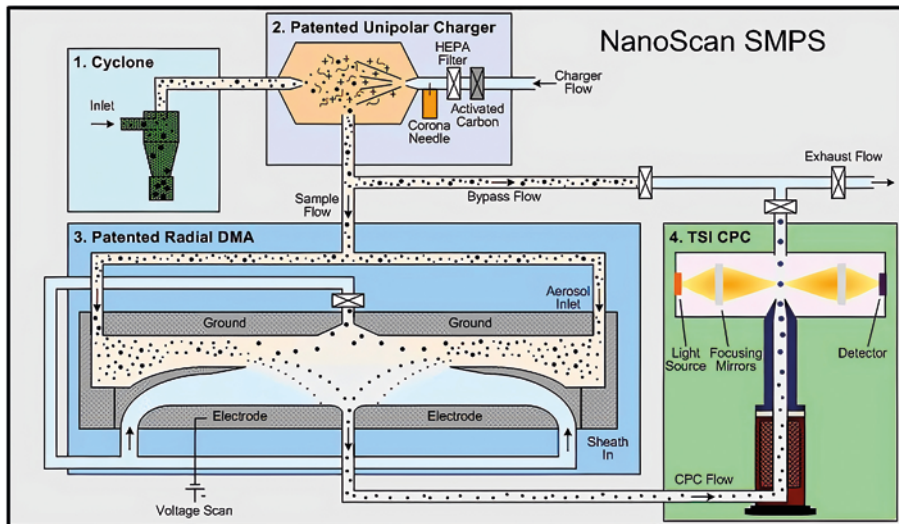 NanoScan SMPS
1. Cyclone
Inlet
2. Patented Unipolar Charger
HEPA
Filter
Charger
Flow
Corona
Needle
Activated
Carbon
Exhaust Flow
Bypass Flow
Sample
Flow
3. Patented Radial DMA
Aerosol
Inlet
Ground
Ground
Electrode
Electrode
Sheath
In
Voltage Scan
4. TSI CPC
Light
Source
Focusing
Mirrors
Detector
CPC Flow